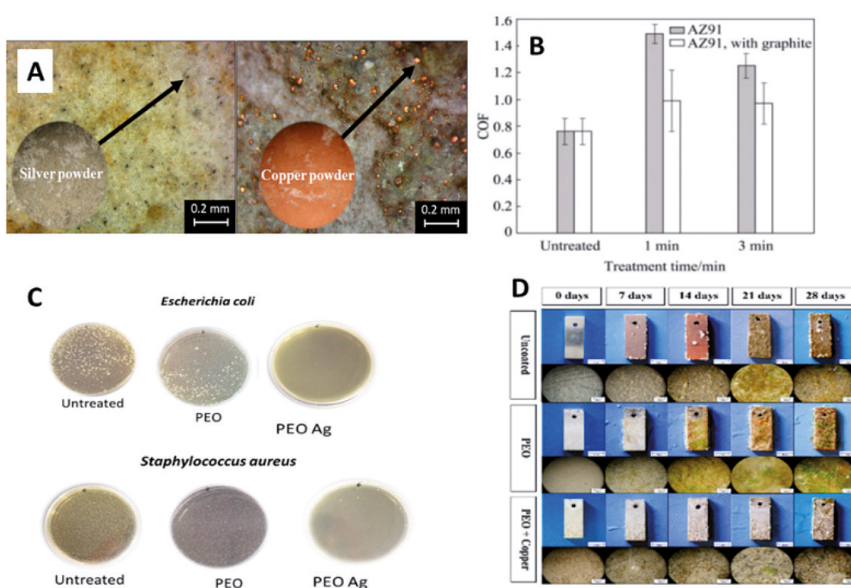 A
Silver powder
0.2 mm
Copper powder
0.2 mm
B
AZ91
AZ91, with graphite
COF
1.6
1.4
1.2
1.0
0.8
0.6
0.4
0.2
0
Untreated
1 min
3 min
Treatment time/min
C
Escherichia coli
Untreated
PEO
PEO Ag
Staphylococcus aureus
Untreated
PEO
PEO Ag
D
0 days
7 days
14 days
21 days
28 days
Uncoated
PEO
PEO + Copper